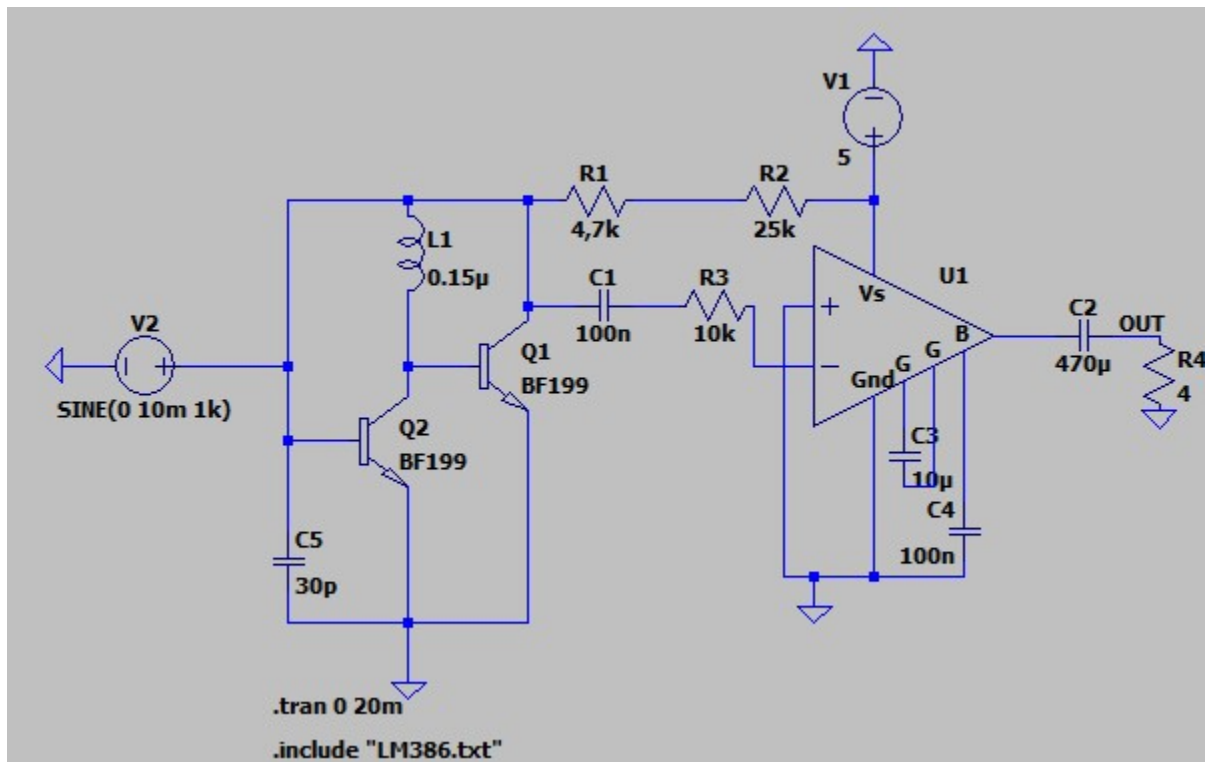 V1
5
R1
4,7k
R2
25k
L1
0.15µ
C1
100n
R3
10k
U1
Vs
+
−
Gnd
G
G
B
C2
470µ
OUT
R4
4
V2
SINE(0 10m 1k)
Q1
BF199
Q2
BF199
C3
10µ
C4
100n
C5
30p
.tran 0 20m
.include "LM386.txt"